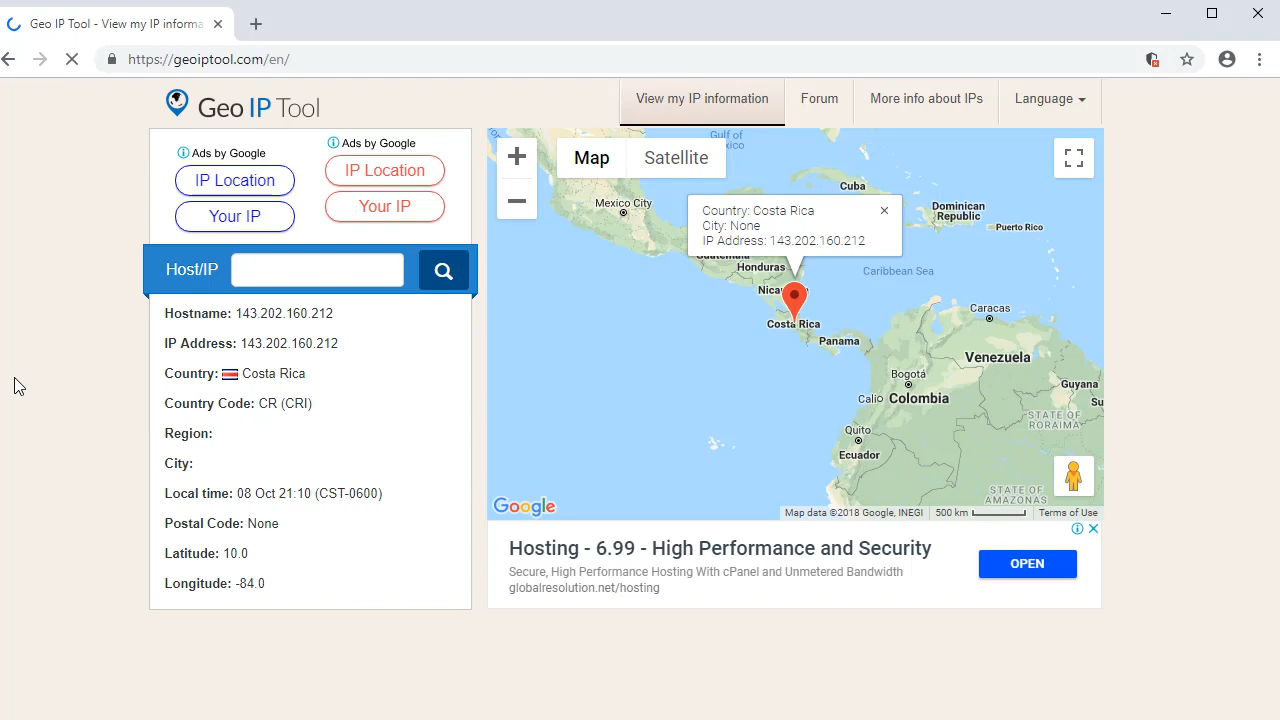 Geo IP Tool - View my IP informa
https://geoiptool.com/en/
Geo IP Tool
View my IP information
Forum
More info about IPs
Language
Ads by Google
IP Location
Your IP
Ads by Google
IP Location
Your IP
Host/IP
Hostname: 143.202.160.212
IP Address: 143.202.160.212
Country: Costa Rica
Country Code: CR (CRI)
Region:
City:
Local time: 08 Oct 21:10 (CST-0600)
Postal Code: None
Latitude: 10.0
Longitude: -84.0
Map
Satellite
Gulf of
Mexico City
Cuba
Dominican
Republic
Puerto Rico
Country: Costa Rica
City: None
IP Address: 143.202.160.212
Honduras
Caribbean Sea
Costa Rica
Panama
Caracas
Venezuela
Bogotá
Cali
Colombia
Guyana
Quito
Ecuador
STATE OF
RORAIMA
STATE OF
AMAZONAS
Google
Map data ©2018 Google, INEGI
500 km
Terms of Use
Hosting - 6.99 - High Performance and Security
Secure, High Performance Hosting With cPanel and Unmetered Bandwidth
globalresolution.net/hosting
OPEN